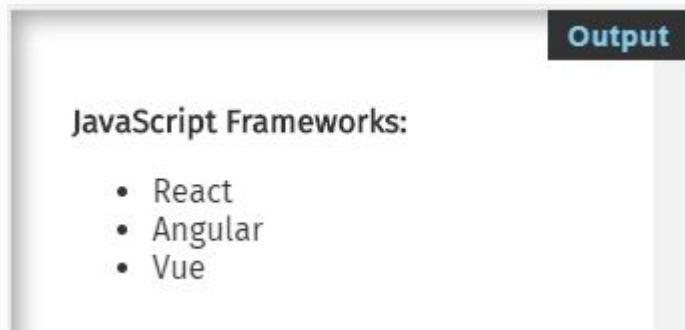 Output
JavaScript Frameworks:
• React
• Angular
• Vue